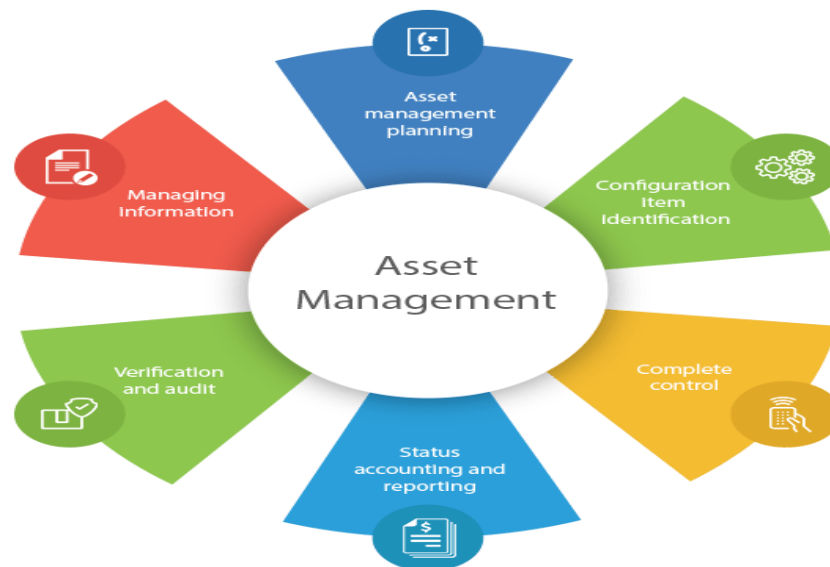 Asset
management
planning
Configuration
item
identification
Complete
control
Status
accounting and
reporting
Verification
and audit
Managing
information
Asset
Management